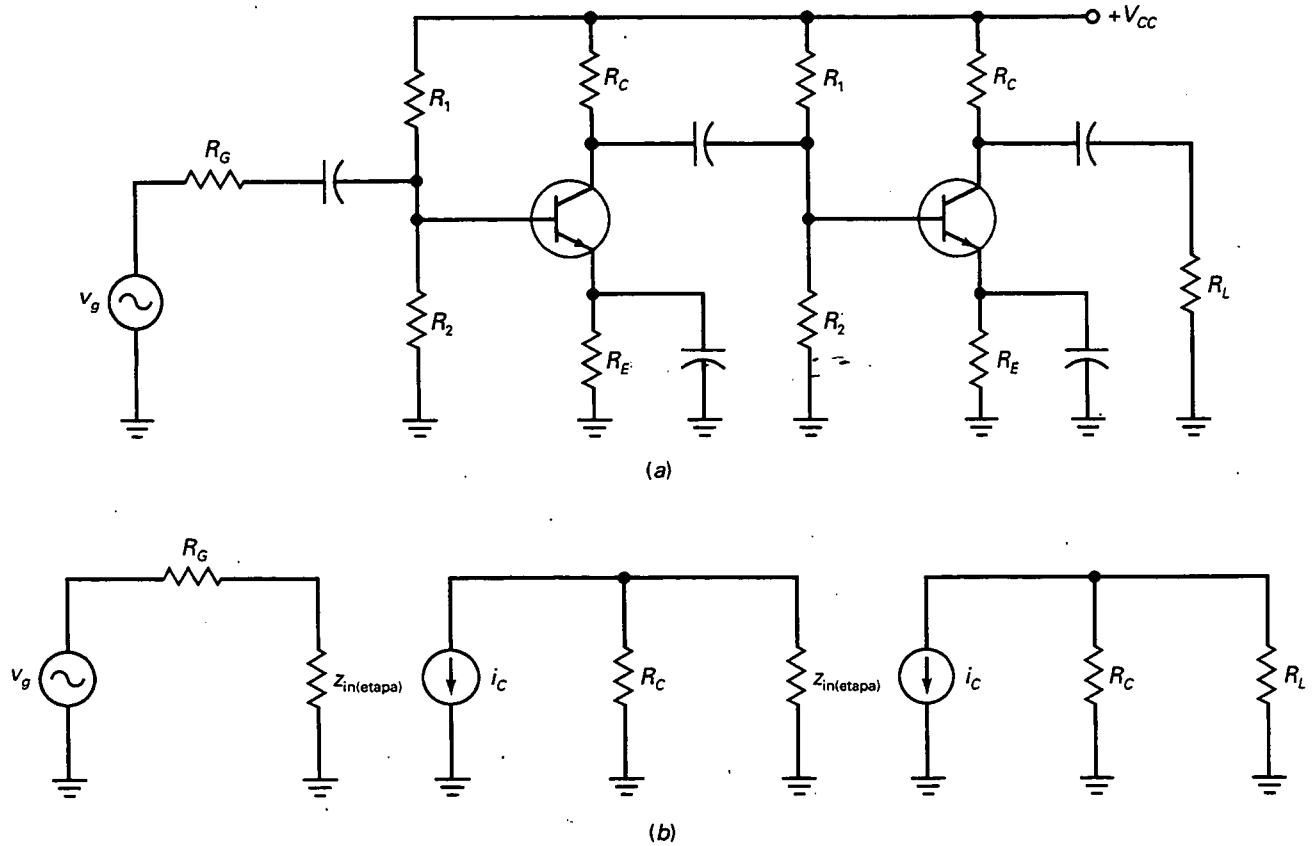 +V_CC
R_1
R_C
R_1
R_C
R_G
v_g
R_2
R_E
R_2
R_E
R_L
(a)
R_G
v_g
z_in(etapa)
i_C
R_C
z_in(etapa)
i_C
R_C
R_L
(b)